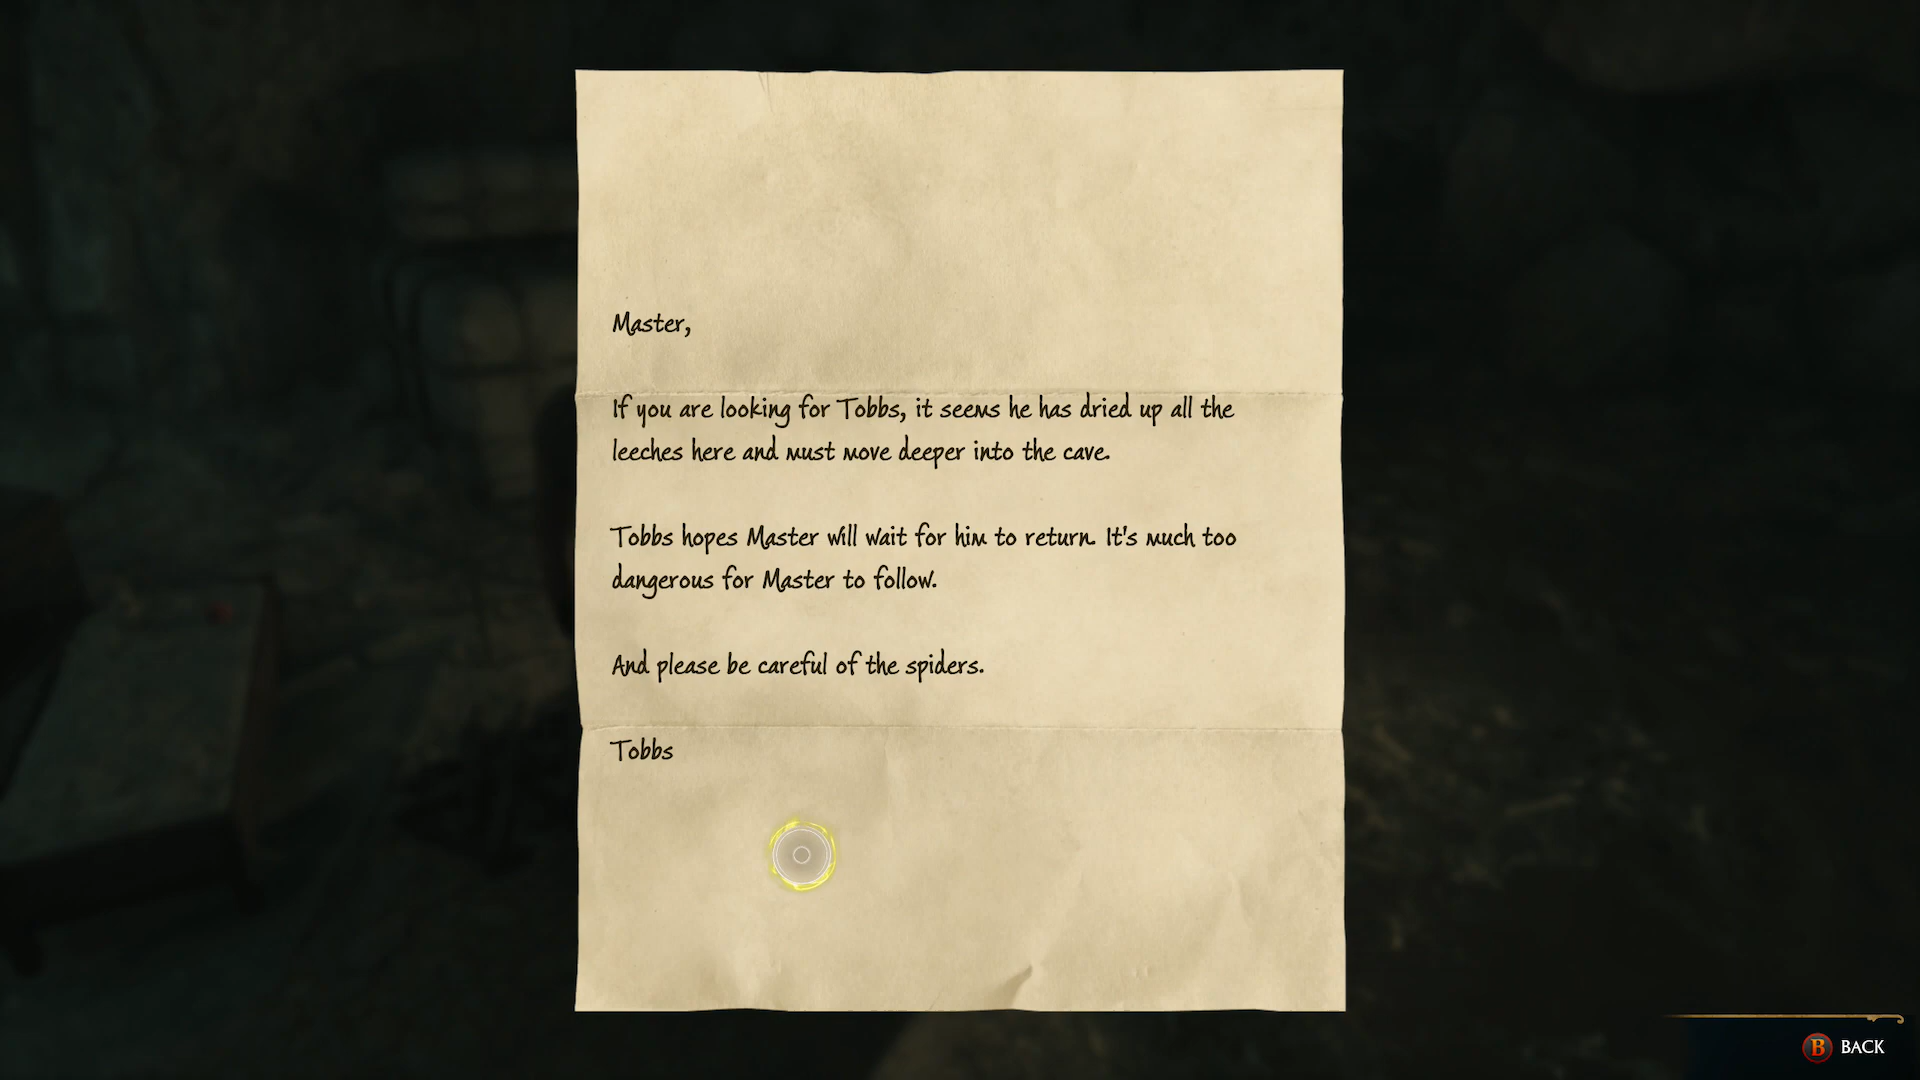 Master,
If you are looking for Tobbs, it seems he has dried up all the
leeches here and must move deeper into the cave.
Tobbs hopes Master will wait for him to return. It's much too
dangerous for Master to follow.
And please be careful of the spiders.
Tobbs
B BACK